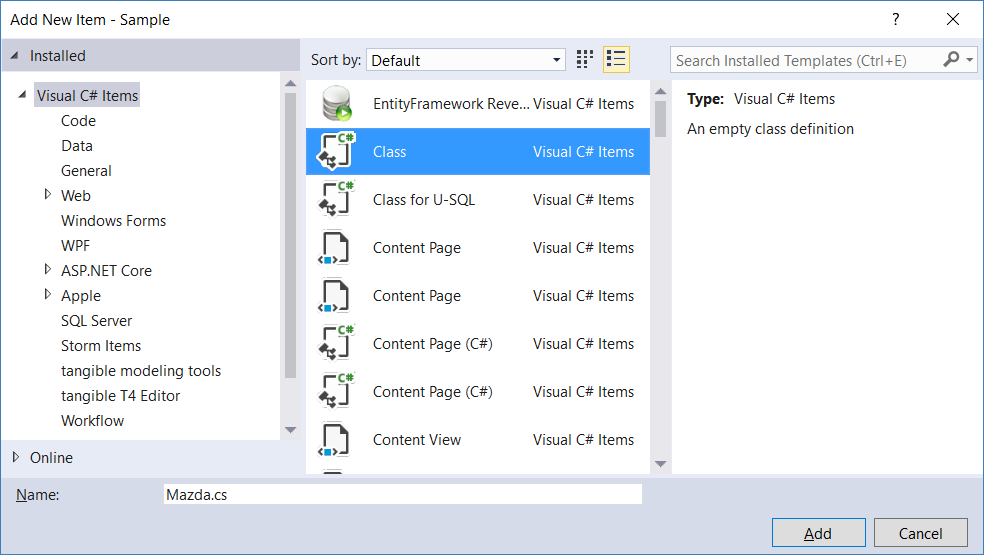 Add New Item - Sample
?
Installed
Sort by: Default
Search Installed Templates (Ctrl+E)
Visual C# Items
Code
Data
General
Web
Windows Forms
WPF
ASP.NET Core
Apple
SQL Server
Storm Items
tangible modeling tools
tangible T4 Editor
Workflow
Online
EntityFramework Reve... Visual C# Items
C# Class Visual C# Items
C# Class for U-SQL Visual C# Items
Content Page Visual C# Items
Content Page Visual C# Items
C# Content Page (C#) Visual C# Items
C# Content Page (C#) Visual C# Items
Content View Visual C# Items
Type: Visual C# Items
An empty class definition
Name: Mazda.cs
Add Cancel